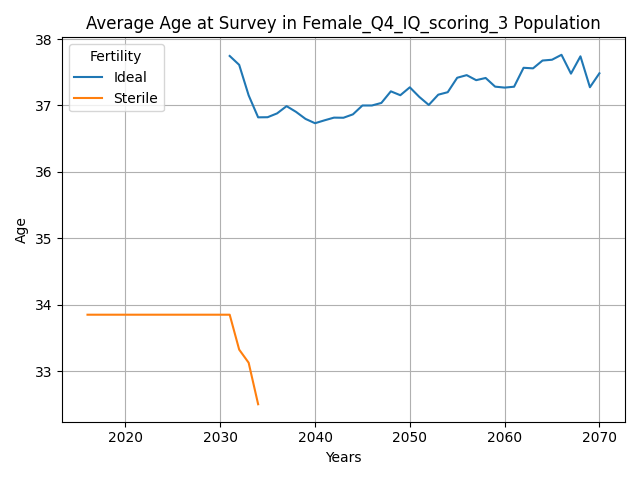 Average Age at Survey in Female_Q4_IQ_scoring_3 Population
Fertility
Ideal
Sterile
38
37
36
35
34
33
Age
2020 2030 2040 2050 2060 2070
Years